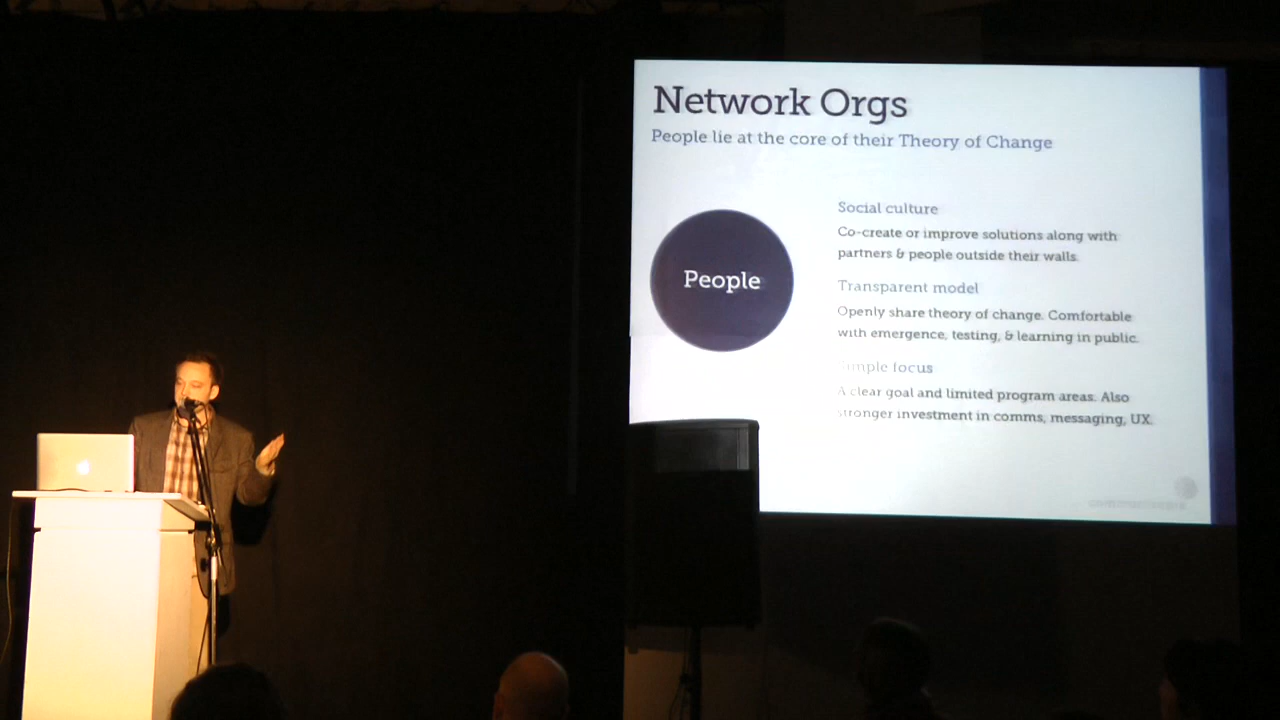 Network Orgs
People lie at the core of their Theory of Change
People
Social culture
Co-create or improve solutions along with
partners & people outside their walls.
Transparent model
Openly share theory of change. Comfortable
with emergence, testing, & learning in public.
Simple focus
A clear goal and limited program areas. Also
stronger investment in comms, messaging, UX.